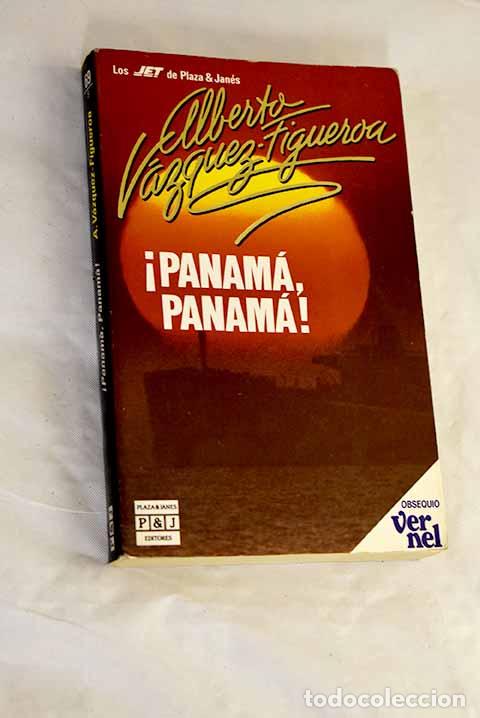 Los JET de Plaza & Janés
Alberto
Vázquez-Figueroa
¡PANAMÁ,
PANAMÁ!
PLAZA & JANES
P & J
EDITORES
OBSEQUIO
ver
nel
¡Panamá, Panamá! A. Vázquez-Figueroa
todocoleccion